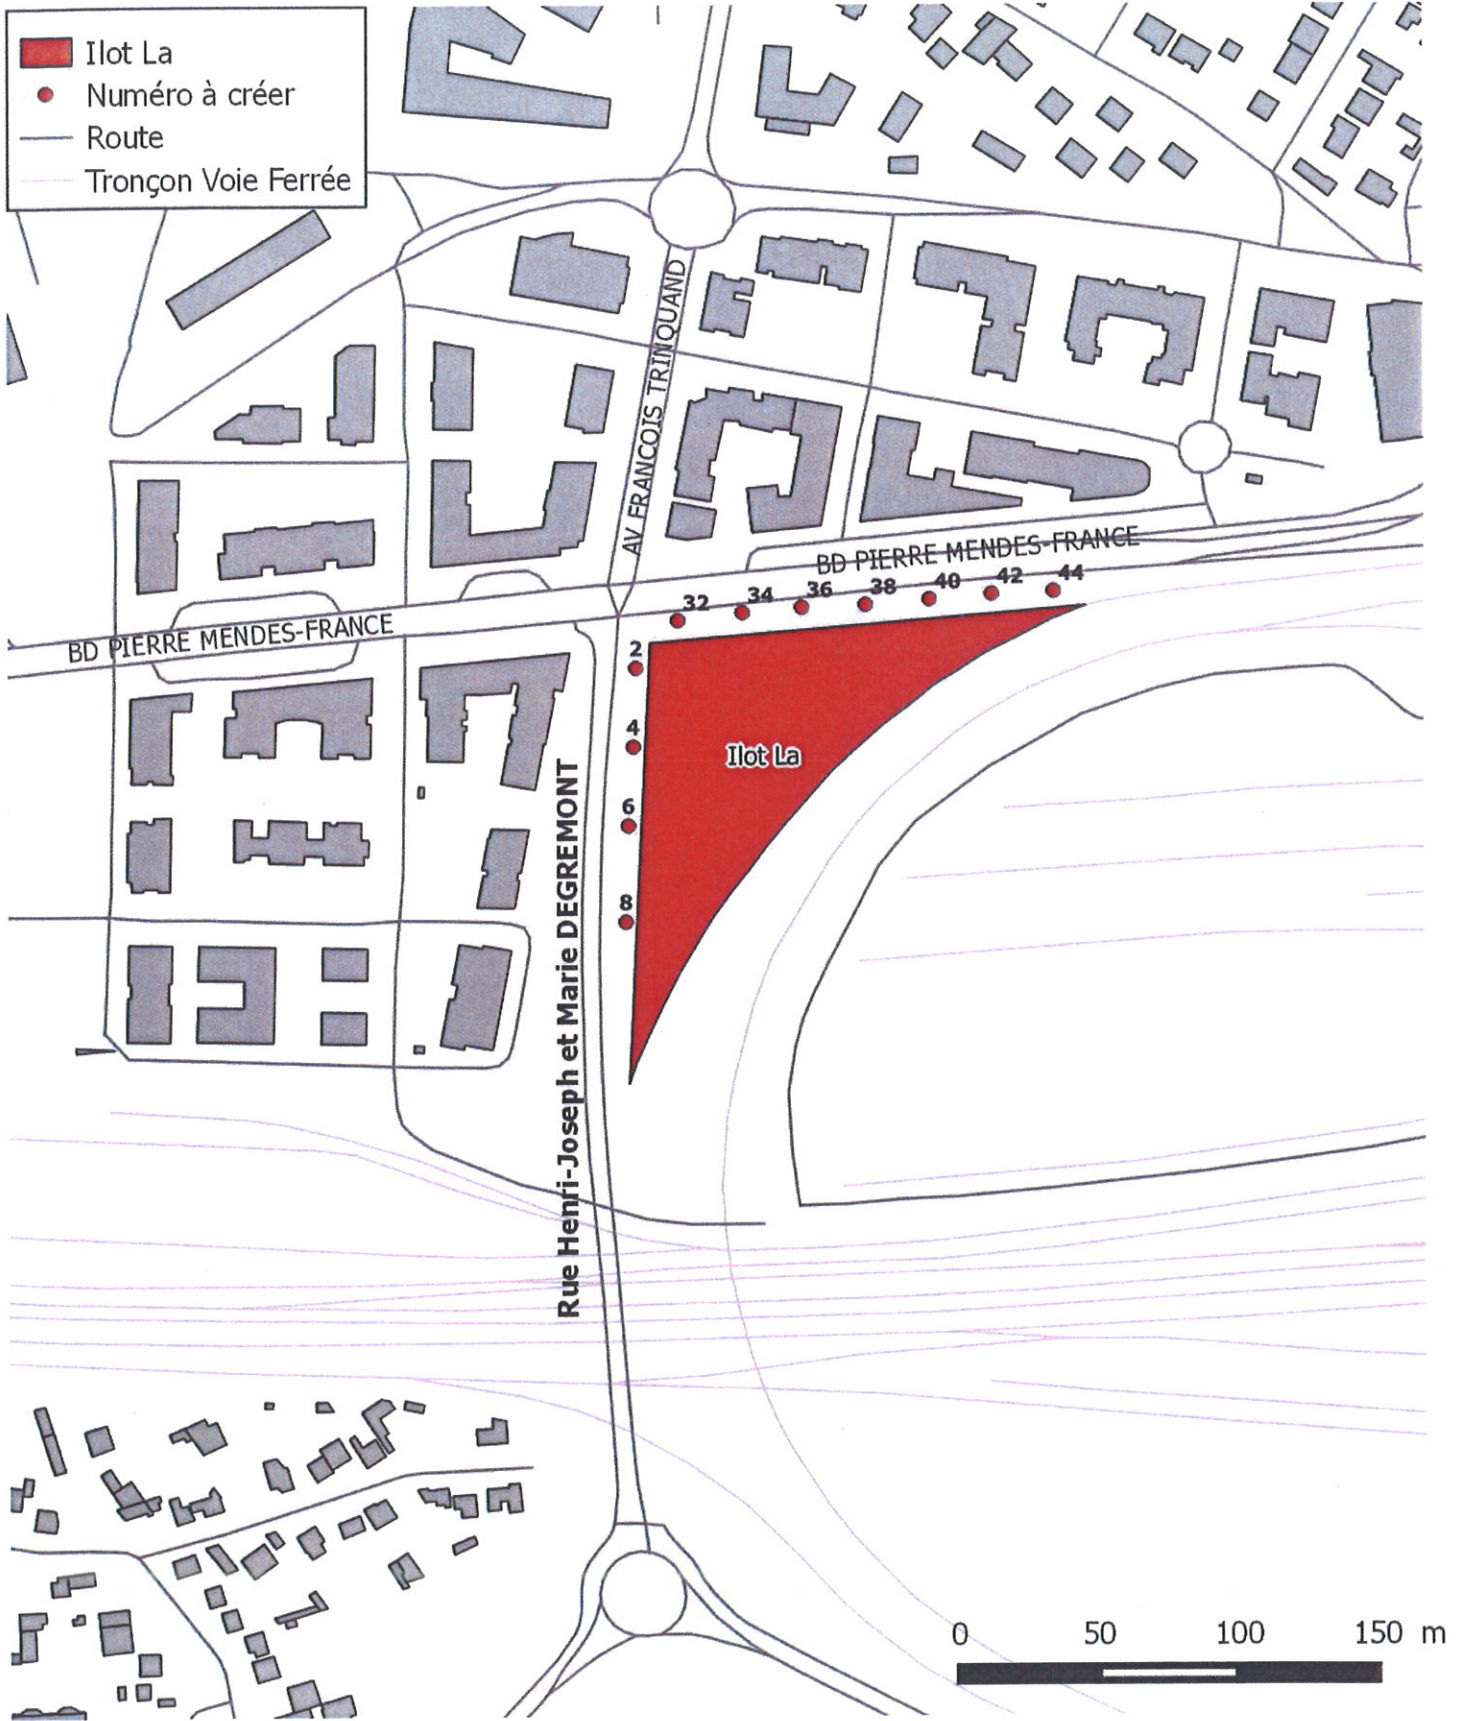 Ilot La
Numéro à créer
Route
Tronçon Voie Ferrée
AV FRANCOIS TRINQUAND
BD PIERRE MENDES-FRANCE
32 34 36 38 40 42 44
BD PIERRE MENDES-FRANCE
2
4
Ilot La
6
8
Rue Henri-Joseph et Marie DEGREMONT
0 50 100 150 m